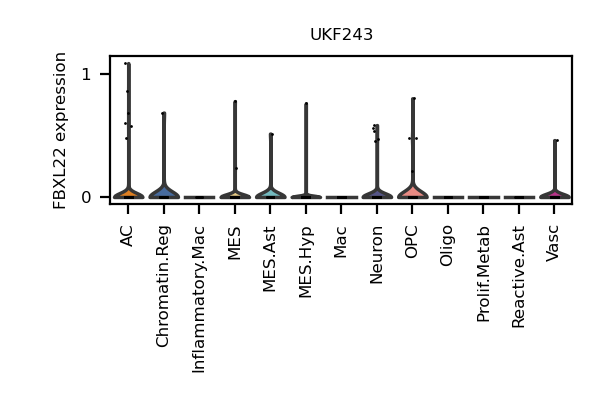 UKF243
FBXL22 expression
1
0
AC
Chromatin.Reg
Inflammatory.Mac
MES
MES.Ast
MES.Hyp
Mac
Neuron
OPC
Oligo
Prolif.Metab
Reactive.Ast
Vasc